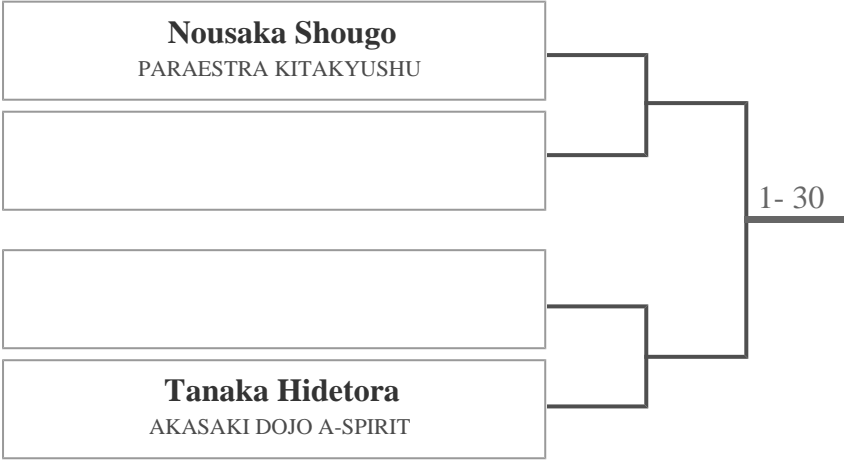 Nousaka Shougo
PARAESTRA KITAKYUSHU
1- 30
Tanaka Hidetora
AKASAKI DOJO A-SPIRIT